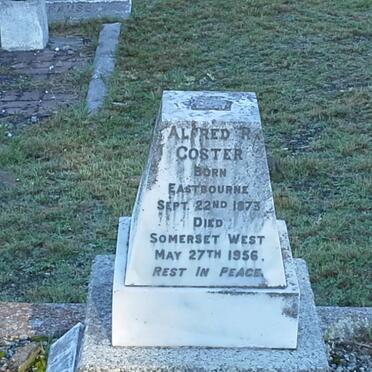 ALFRED R.
COSTER
BORN
EASTBOURNE
SEPT. 22ND 1873
DIED
SOMERSET WEST
MAY 27TH 1956.
REST IN PEACE.